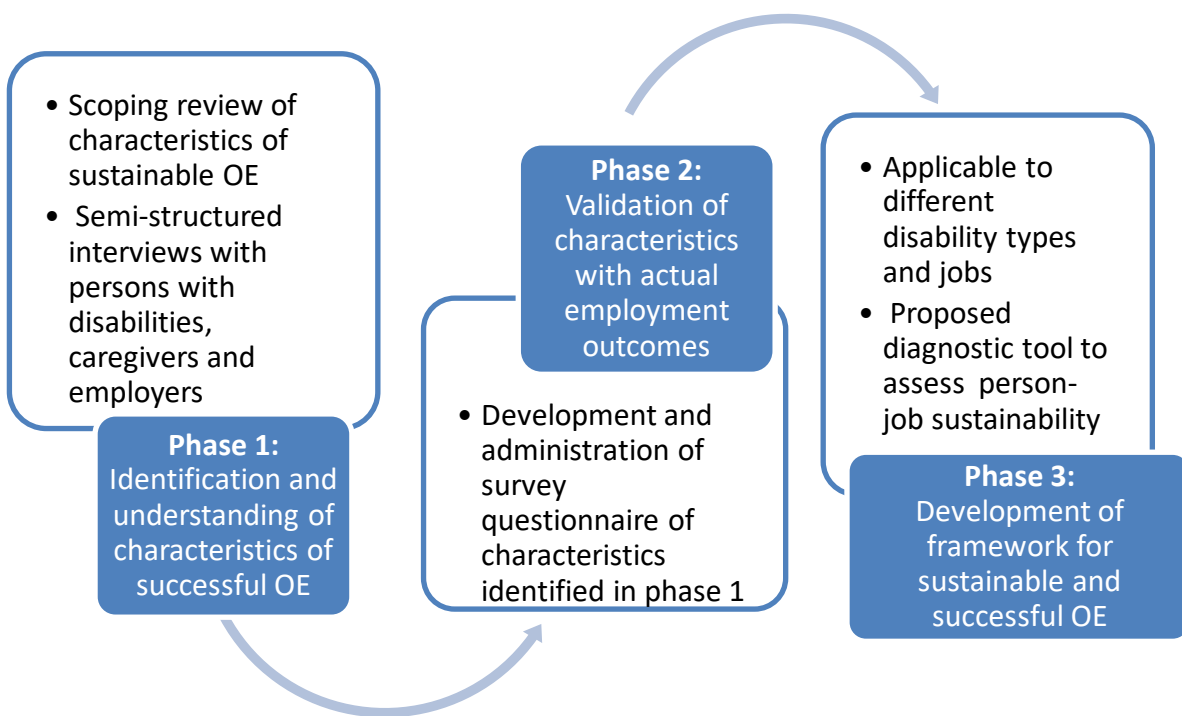 • Scoping review of
characteristics of
sustainable OE
• Semi-structured
interviews with
persons with
disabilities,
caregivers and
employers
Phase 1:
Identification and
understanding of
characteristics of
successful OE
Phase 2:
Validation of
characteristics
with actual
employment
outcomes
• Development and
administration of
survey
questionnaire of
characteristics
identified in phase 1
• Applicable to
different
disability types
and jobs
• Proposed
diagnostic tool to
assess person-
job sustainability
Phase 3:
Development of
framework for
sustainable and
successful OE